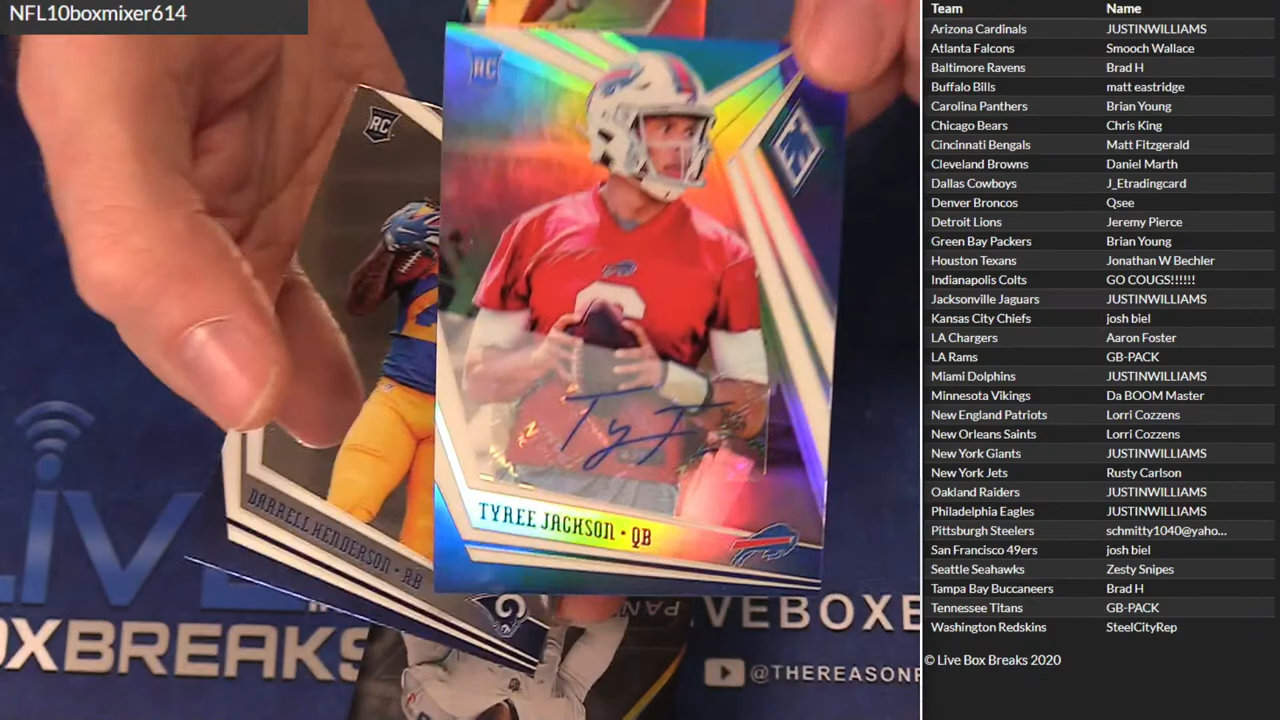 NFL10boxmixer614
RC
RC
TYREE JACKSON • QB
DARRELL HENDERSON • RB
LIVE
BOXBREAKS
LIVEBOXE
@THEREASON
Team Name
Arizona Cardinals JUSTINWILLIAMS
Atlanta Falcons Smooch Wallace
Baltimore Ravens Brad H
Buffalo Bills matt eastridge
Carolina Panthers Brian Young
Chicago Bears Chris King
Cincinnati Bengals Matt Fitzgerald
Cleveland Browns Daniel Marth
Dallas Cowboys J_Etradingcard
Denver Broncos Qsee
Detroit Lions Jeremy Pierce
Green Bay Packers Brian Young
Houston Texans Jonathan W Bechler
Indianapolis Colts GO COUGS!!!!!!
Jacksonville Jaguars JUSTINWILLIAMS
Kansas City Chiefs josh biel
LA Chargers Aaron Foster
LA Rams GB-PACK
Miami Dolphins JUSTINWILLIAMS
Minnesota Vikings Da BOOM Master
New England Patriots Lorri Cozzens
New Orleans Saints Lorri Cozzens
New York Giants JUSTINWILLIAMS
New York Jets Rusty Carlson
Oakland Raiders JUSTINWILLIAMS
Philadelphia Eagles JUSTINWILLIAMS
Pittsburgh Steelers schmitty1040@yaho...
San Francisco 49ers josh biel
Seattle Seahawks Zesty Snipes
Tampa Bay Buccaneers Brad H
Tennessee Titans GB-PACK
Washington Redskins SteelCityRep
© Live Box Breaks 2020